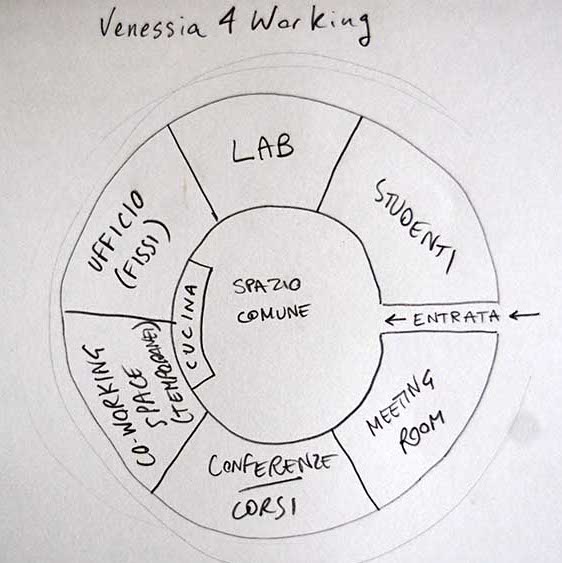 Venessia 4 Working
LAB
STUDENTI
UFFICIO
(FISSI)
CUCINA
SPAZIO
COMUNE
← ENTRATA ←
CO-WORKING
SPACE
(TEMPORANEI)
MEETING
ROOM
CONFERENZE
CORSI